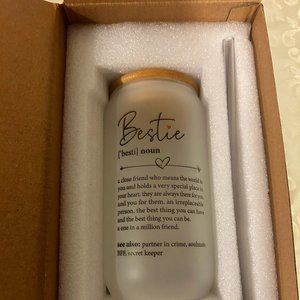 Bestie
['besti] noun
a close friend who means the world to
you and holds a very special place in
your heart. they are always there for you,
and you for them. an irreplaceable
person. the best thing you can have
and the best thing you can be.
a one in a million friend.
see also: partner in crime, soulmate,
BFF, secret keeper